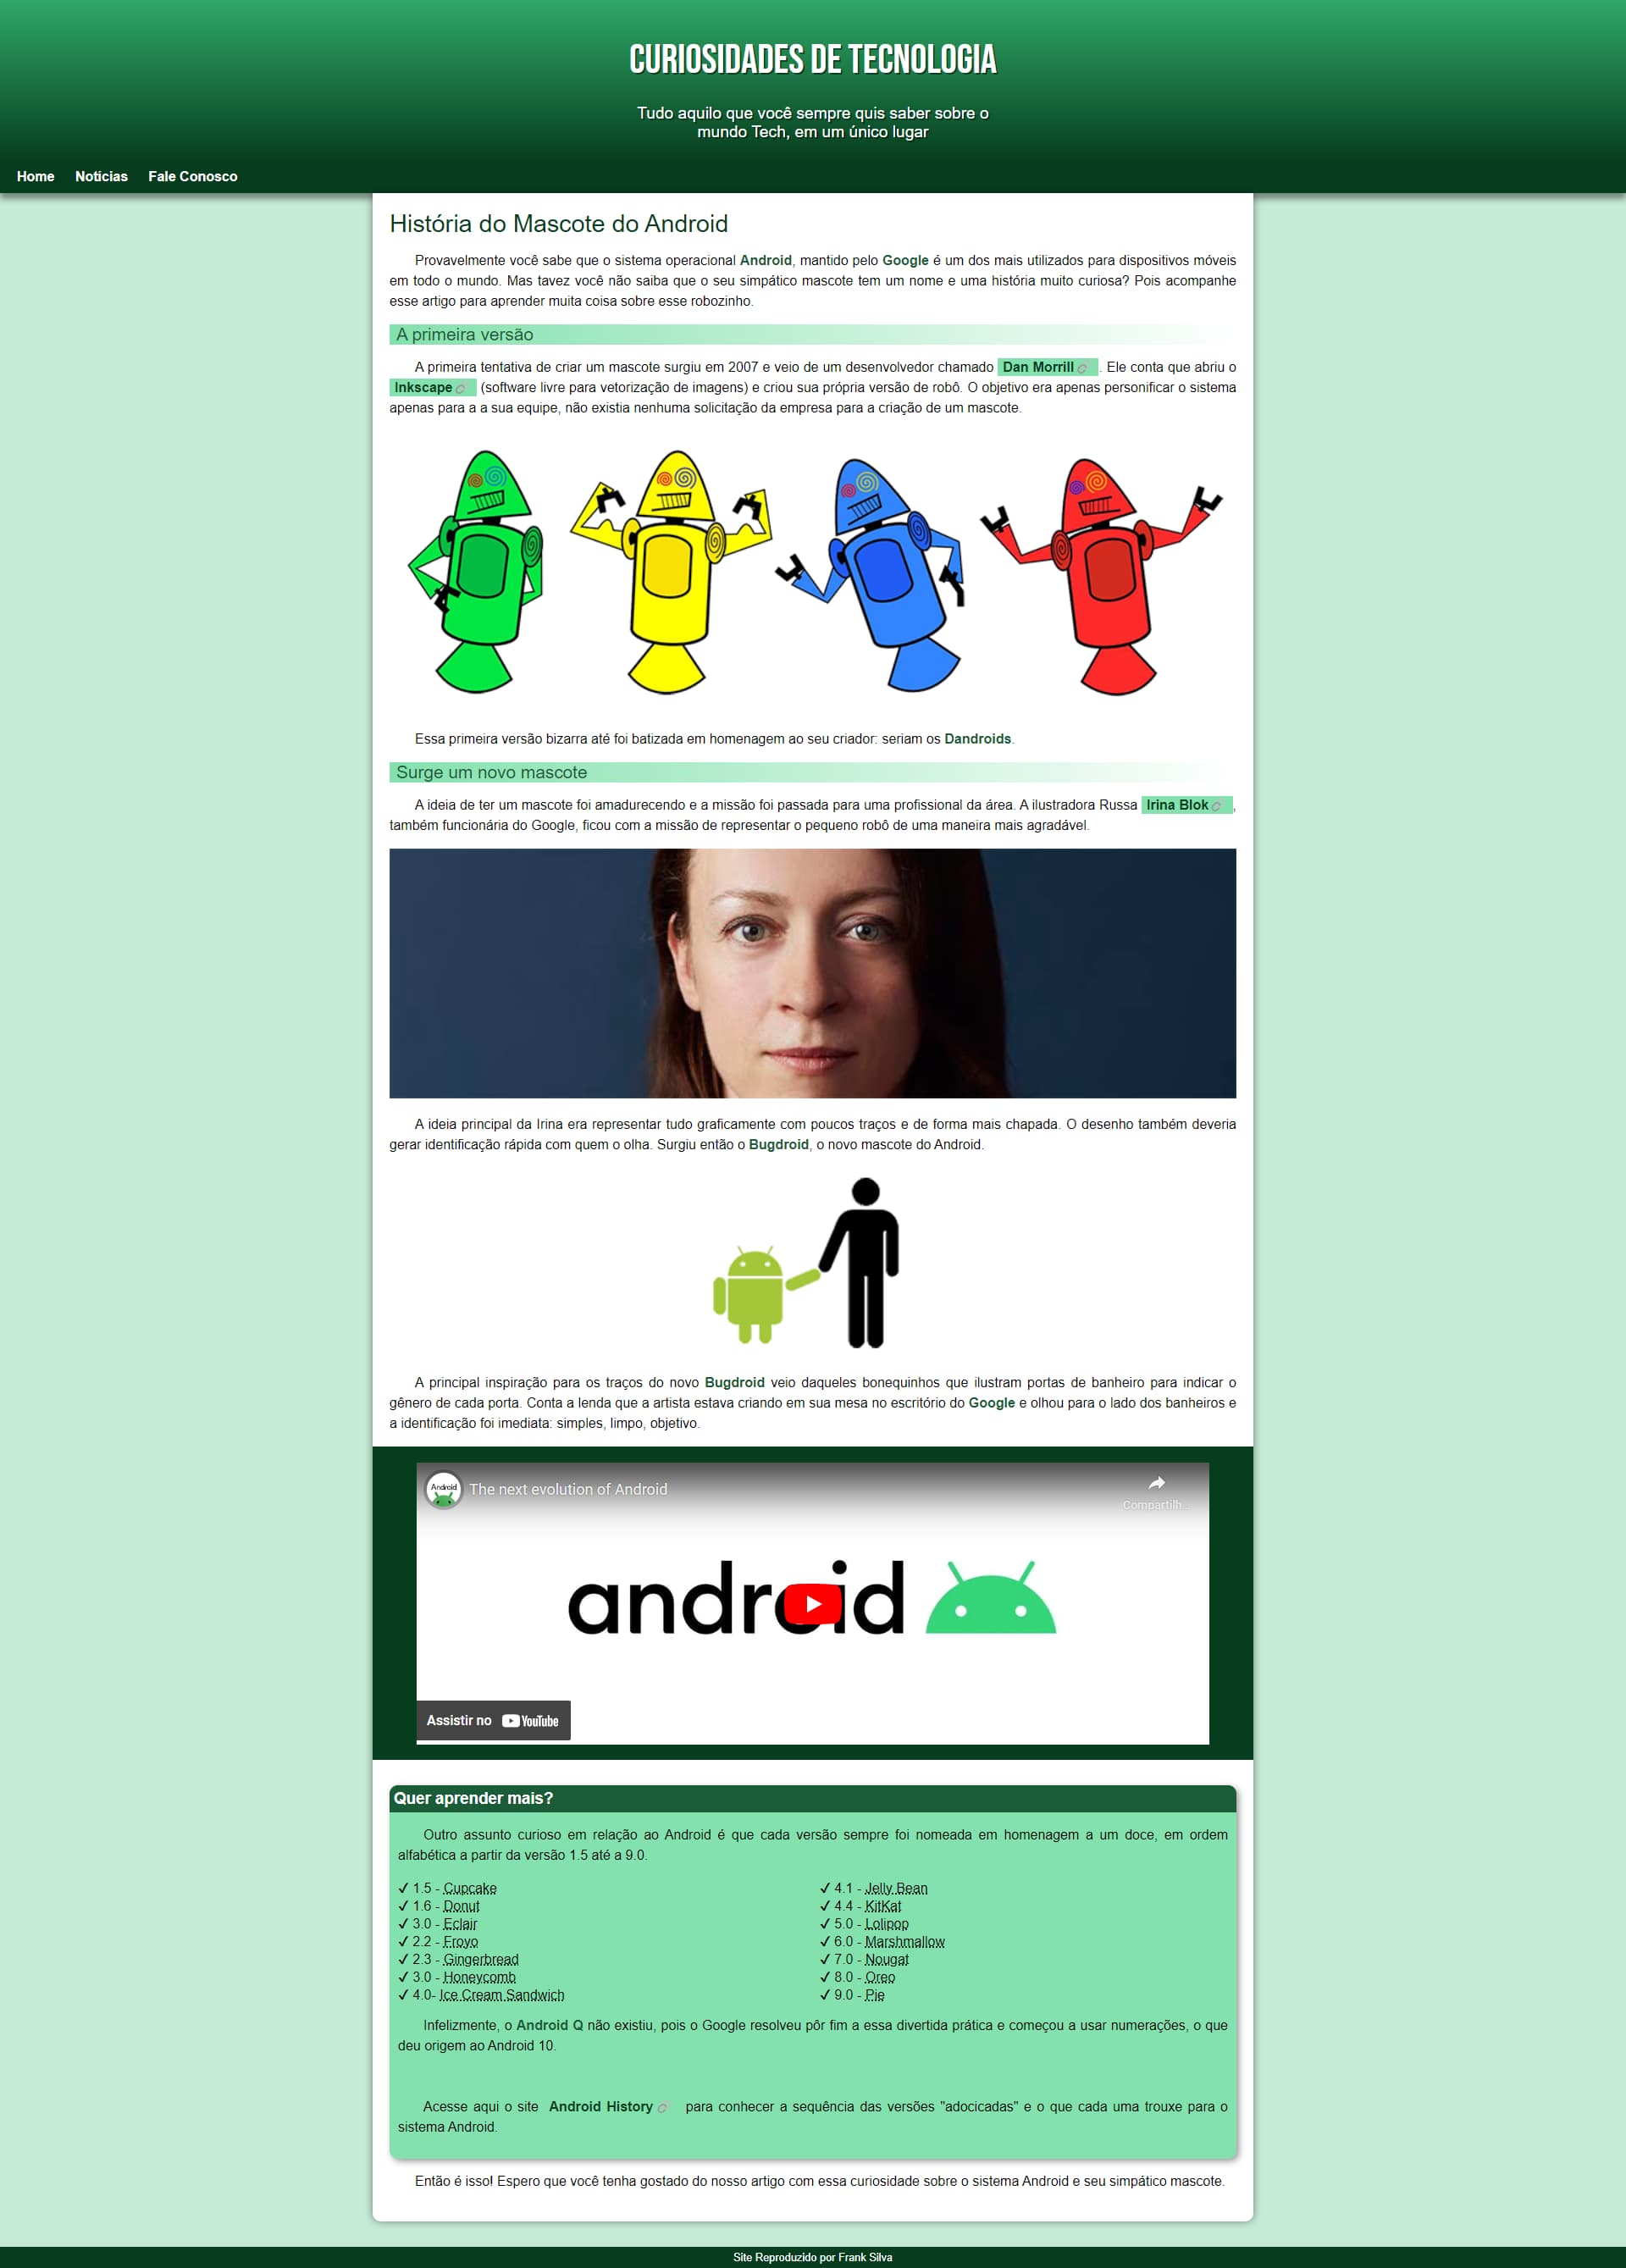 CURIOSIDADES DE TECNOLOGIA
Tudo aquilo que você sempre quis saber sobre o
mundo Tech, em um único lugar
Home Notícias Fale Conosco
História do Mascote do Android
Provavelmente você sabe que o sistema operacional Android, mantido pelo Google é um dos mais utilizados para dispositivos móveis
em todo o mundo. Mas tavez você não saiba que o seu simpático mascote tem um nome e uma história muito curiosa? Pois acompanhe
esse artigo para aprender muita coisa sobre esse robozinho.
A primeira versão
A primeira tentativa de criar um mascote surgiu em 2007 e veio de um desenvolvedor chamado Dan Morrill. Ele conta que abriu o
Inkscape (software livre para vetorização de imagens) e criou sua própria versão de robô. O objetivo era apenas personificar o sistema
apenas para a a sua equipe, não existia nenhuma solicitação da empresa para a criação de um mascote.
Essa primeira versão bizarra até foi batizada em homenagem ao seu criador: seriam os Dandroids.
Surge um novo mascote
A ideia de ter um mascote foi amadurecendo e a missão foi passada para uma profissional da área. A ilustradora Russa Irina Blok,
também funcionária do Google, ficou com a missão de representar o pequeno robô de uma maneira mais agradável.
A ideia principal da Irina era representar tudo graficamente com poucos traços e de forma mais chapada. O desenho também deveria
gerar identificação rápida com quem o olha. Surgiu então o Bugdroid, o novo mascote do Android.
A principal inspiração para os traços do novo Bugdroid veio daqueles bonequinhos que ilustram portas de banheiro para indicar o
gênero de cada porta. Conta a lenda que a artista estava criando em sua mesa no escritório do Google e olhou para o lado dos banheiros e
a identificação foi imediata: simples, limpo, objetivo.
Android The next evolution of Android
Compartilh...
android
Assistir no YouTube
Quer aprender mais?
Outro assunto curioso em relação ao Android é que cada versão sempre foi nomeada em homenagem a um doce, em ordem
alfabética a partir da versão 1.5 até a 9.0.
✓ 1.5 - Cupcake
✓ 1.6 - Donut
✓ 3.0 - Eclair
✓ 2.2 - Froyo
✓ 2.3 - Gingerbread
✓ 3.0 - Honeycomb
✓ 4.0- Ice Cream Sandwich
✓ 4.1 - Jelly Bean
✓ 4.4 - KitKat
✓ 5.0 - Lolipop
✓ 6.0 - Marshmallow
✓ 7.0 - Nougat
✓ 8.0 - Oreo
✓ 9.0 - Pie
Infelizmente, o Android Q não existiu, pois o Google resolveu pôr fim a essa divertida prática e começou a usar numerações, o que
deu origem ao Android 10.
Acesse aqui o site Android History para conhecer a sequência das versões "adocicadas" e o que cada uma trouxe para o
sistema Android.
Então é isso! Espero que você tenha gostado do nosso artigo com essa curiosidade sobre o sistema Android e seu simpático mascote.
Site Reproduzido por Frank Silva